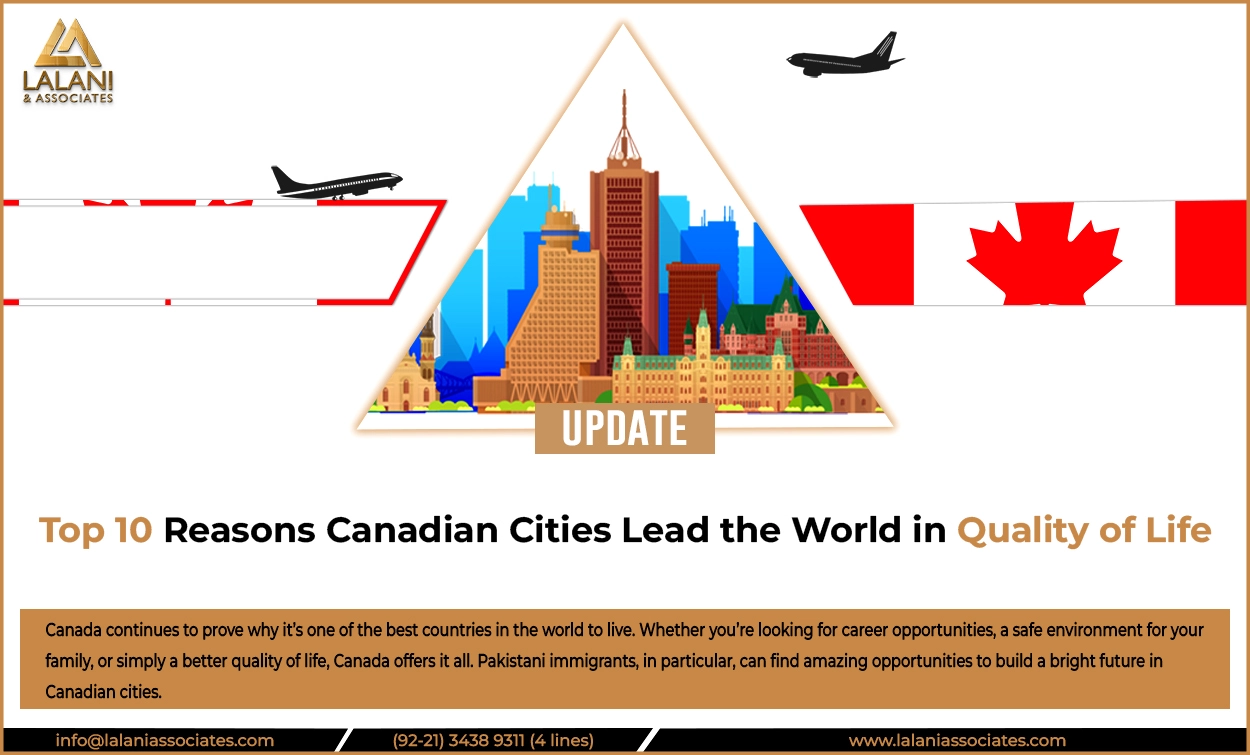 LALANI
& ASSOCIATES
UPDATE
Top 10 Reasons Canadian Cities Lead the World in Quality of Life
Canada continues to prove why it's one of the best countries in the world to live. Whether you're looking for career opportunities, a safe environment for your
family, or simply a better quality of life, Canada offers it all. Pakistani immigrants, in particular, can find amazing opportunities to build a bright future in
Canadian cities.
info@lalaniassociates.com (92-21) 3438 9311 (4 lines) www.lalaniassociates.com